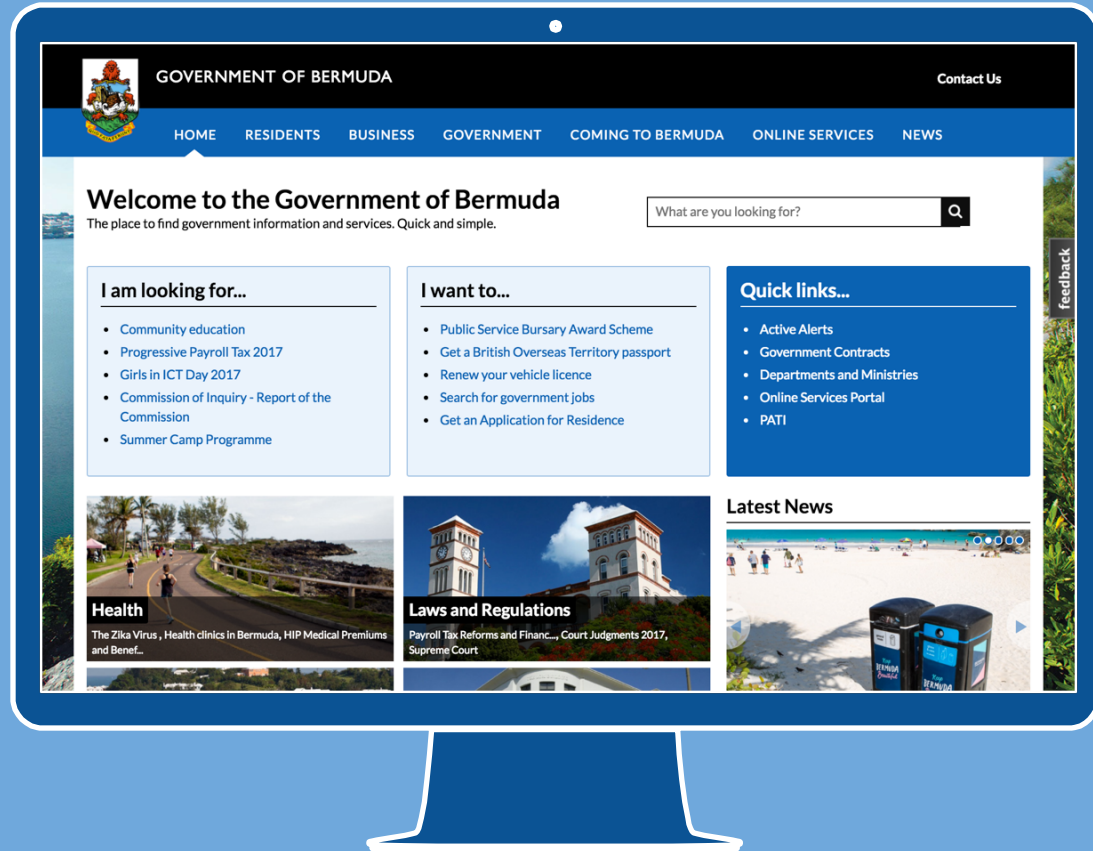 GOVERNMENT OF BERMUDA
Contact Us
HOME RESIDENTS BUSINESS GOVERNMENT COMING TO BERMUDA ONLINE SERVICES NEWS
Welcome to the Government of Bermuda
The place to find government information and services. Quick and simple.
What are you looking for?
feedback
I am looking for...
Community education
Progressive Payroll Tax 2017
Girls in ICT Day 2017
Commission of Inquiry - Report of the
Commission
Summer Camp Programme
I want to...
Public Service Bursary Award Scheme
Get a British Overseas Territory passport
Renew your vehicle licence
Search for government jobs
Get an Application for Residence
Quick links...
Active Alerts
Government Contracts
Departments and Ministries
Online Services Portal
PATI
Health
The Zika Virus , Health clinics in Bermuda, HIP Medical Premiums
and Benef...
Laws and Regulations
Payroll Tax Reforms and Financ..., Court Judgments 2017,
Supreme Court
Latest News
Keep
BERMUDA
Beautiful
Keep
BERMUDA